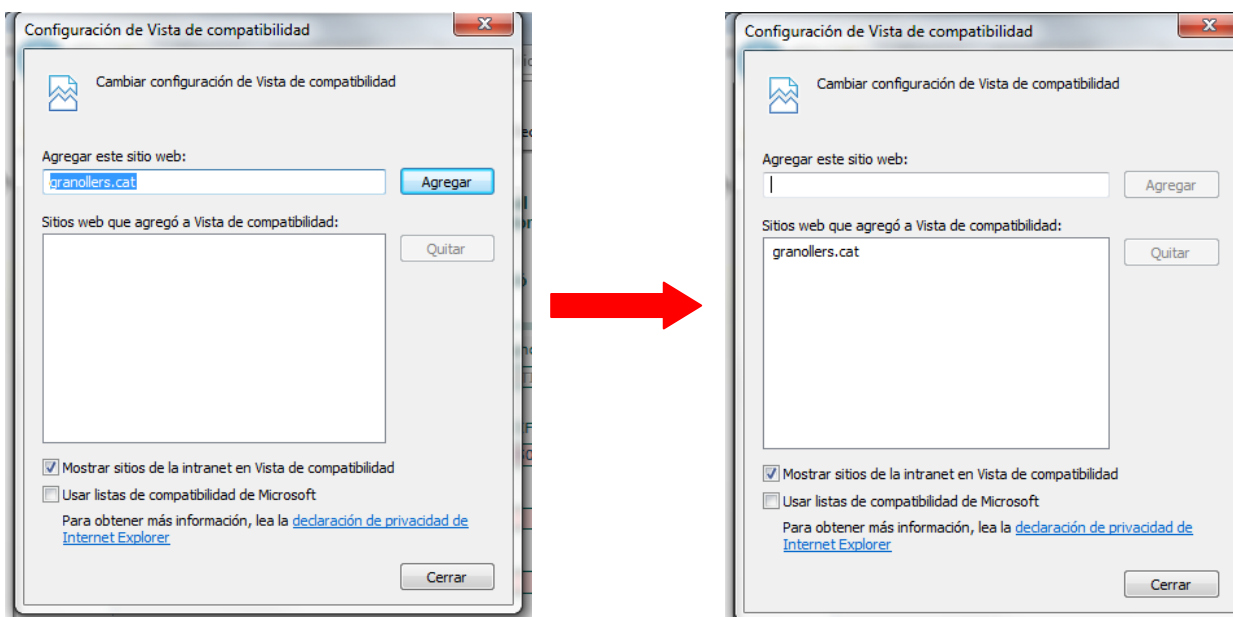 Configuración de Vista de compatibilidad
Cambiar configuración de Vista de compatibilidad
Agregar este sitio web:
granollers.cat
Agregar
Sitios web que agregó a Vista de compatibilidad:
Quitar
Mostrar sitios de la intranet en Vista de compatibilidad
Usar listas de compatibilidad de Microsoft
Para obtener más información, lea la declaración de privacidad de
Internet Explorer
Cerrar
Configuración de Vista de compatibilidad
Cambiar configuración de Vista de compatibilidad
Agregar este sitio web:
Agregar
Sitios web que agregó a Vista de compatibilidad:
granollers.cat
Quitar
Mostrar sitios de la intranet en Vista de compatibilidad
Usar listas de compatibilidad de Microsoft
Para obtener más información, lea la declaración de privacidad de
Internet Explorer
Cerrar